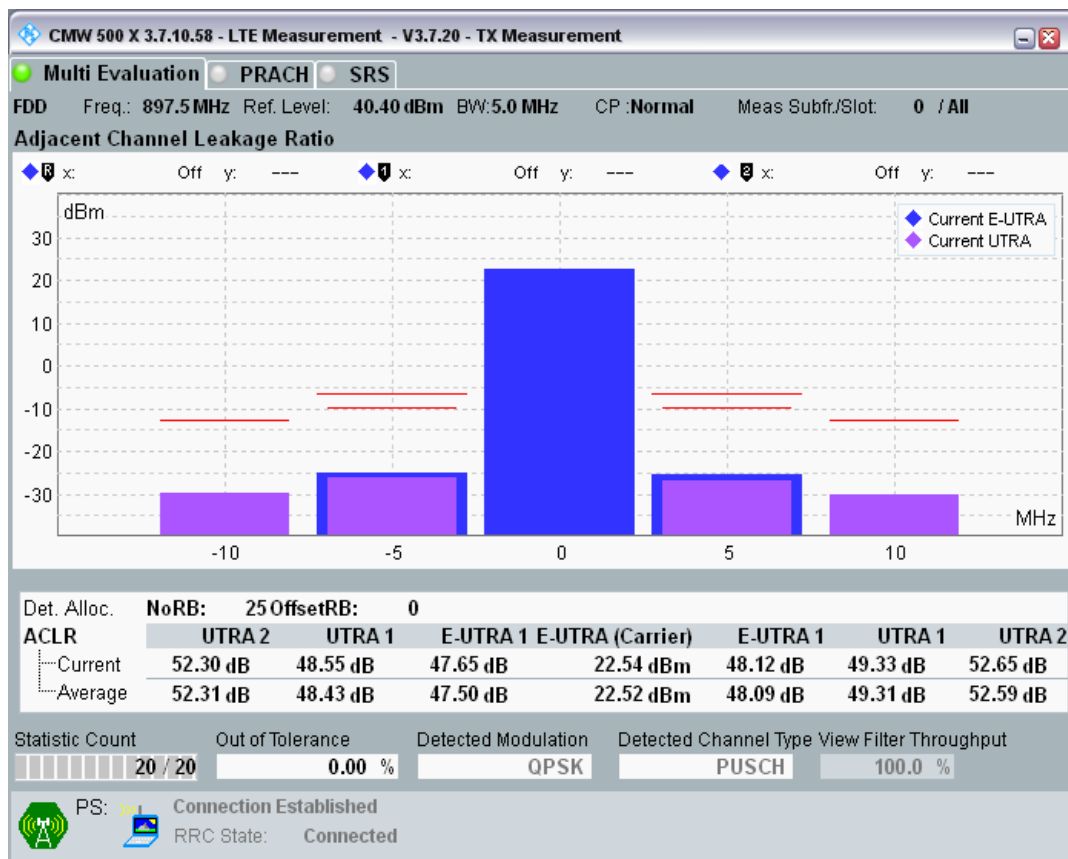 CMW 500 X 3.7.10.58 - LTE Measurement - V3.7.20 - TX Measurement
Multi Evaluation PRACH SRS
FDD Freq.: 897.5 MHz Ref. Level: 40.40 dBm BW:5.0 MHz CP :Normal Meas Subfr./Slot: 0 / All
Adjacent Channel Leakage Ratio
R x: Off y: --- 1 x: Off y: --- 2 x: Off y: ---
dBm
Current E-UTRA
Current UTRA
30
20
10
0
-10
-20
-30
MHz
-10 -5 0 5 10
Det. Alloc. NoRB: 25 OffsetRB: 0
ACLR UTRA 2 UTRA 1 E-UTRA 1 E-UTRA (Carrier) E-UTRA 1 UTRA 1 UTRA 2
Current 52.30 dB 48.55 dB 47.65 dB 22.54 dBm 48.12 dB 49.33 dB 52.65 dB
Average 52.31 dB 48.43 dB 47.50 dB 22.52 dBm 48.09 dB 49.31 dB 52.59 dB
Statistic Count Out of Tolerance Detected Modulation Detected Channel Type View Filter Throughput
20 / 20 0.00 % QPSK PUSCH 100.0 %
PS: Connection Established
RRC State: Connected